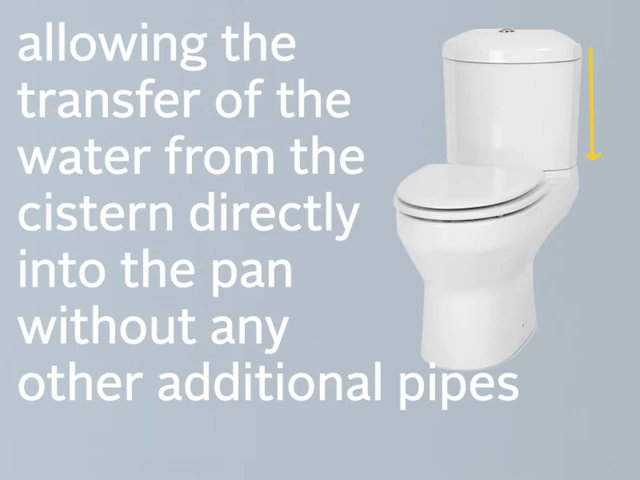 allowing the
transfer of the
water from the
cistern directly
into the pan
without any
other additional pipes